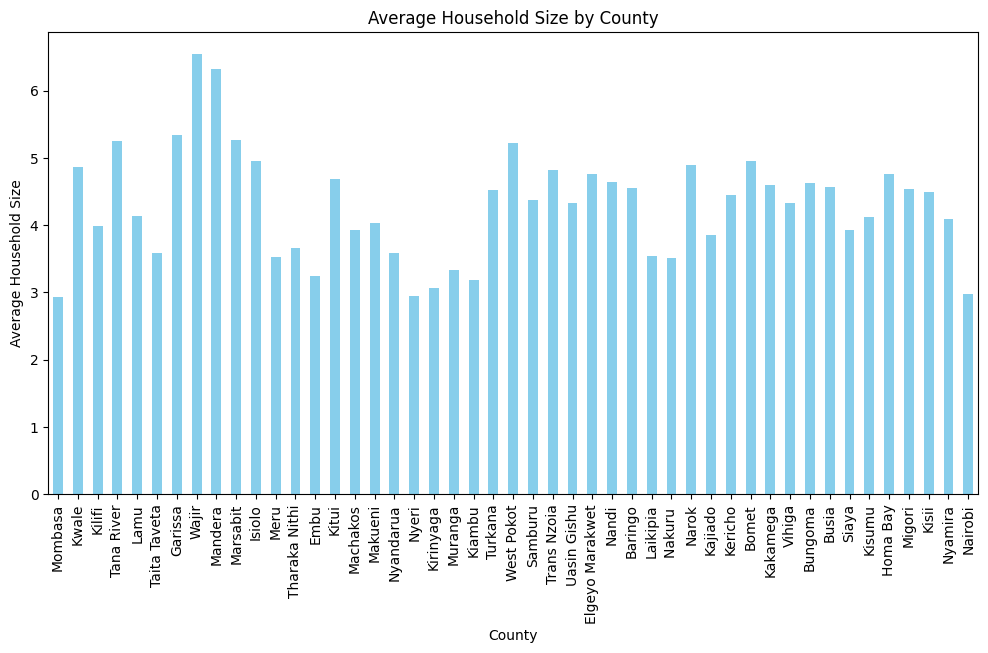 Average Household Size by County
Average Household Size
6
5
4
3
2
1
0
Mombasa
Kwale
Kilifi
Tana River
Lamu
Taita Taveta
Garissa
Wajir
Mandera
Marsabit
Isiolo
Meru
Tharaka Nithi
Embu
Kitui
Machakos
Makueni
Nyandarua
Nyeri
Kirinyaga
Muranga
Kiambu
Turkana
West Pokot
Samburu
Trans Nzoia
Uasin Gishu
Elgeyo Marakwet
Nandi
Baringo
Laikipia
Nakuru
Narok
Kajiado
Kericho
Bomet
Kakamega
Vihiga
Bungoma
Busia
Siaya
Kisumu
Homa Bay
Migori
Kisii
Nyamira
Nairobi
County